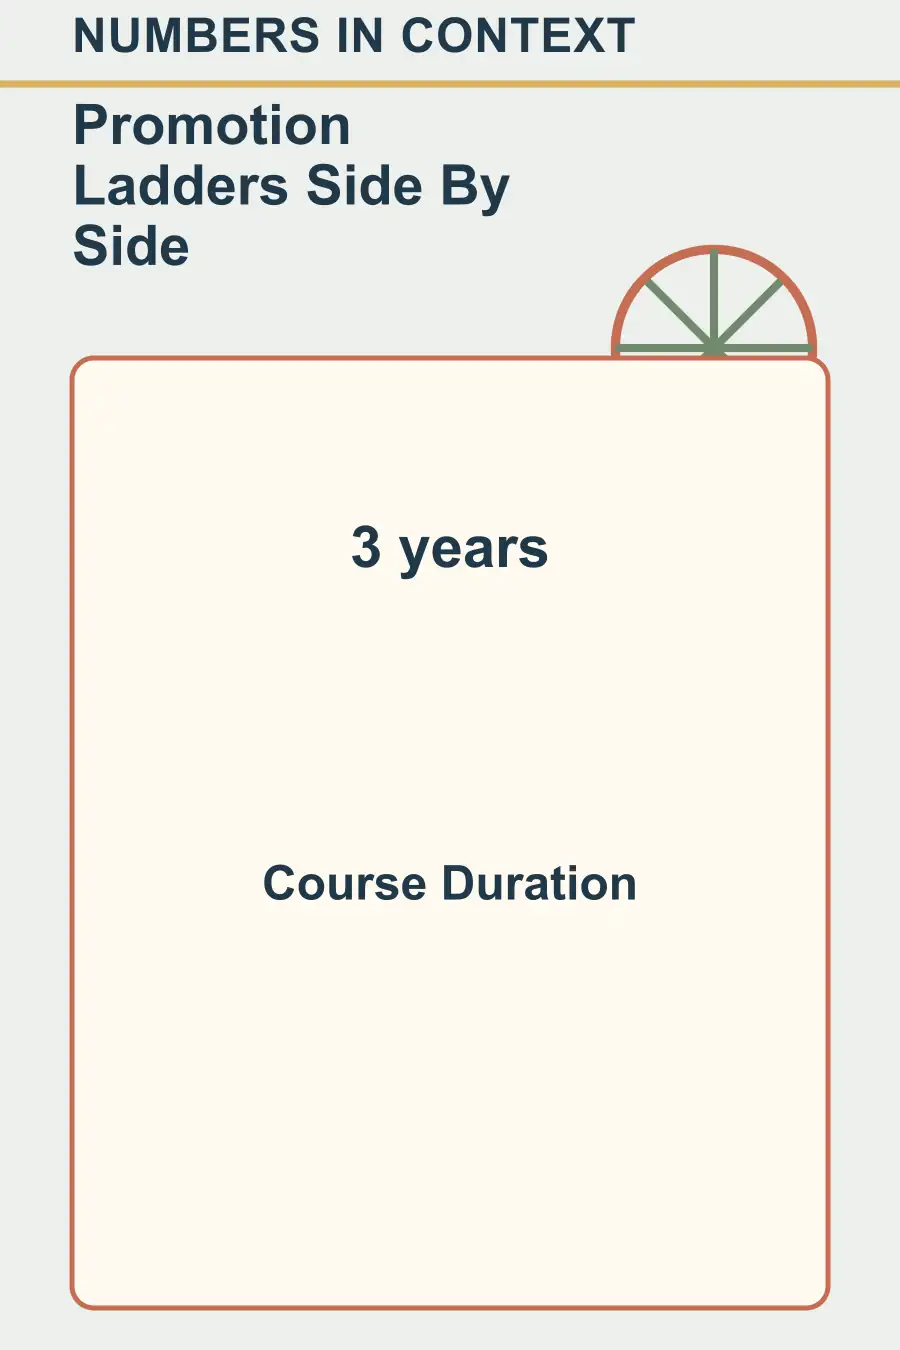 NUMBERS IN CONTEXT
Promotion
Ladders Side By
Side
3 years
Course Duration